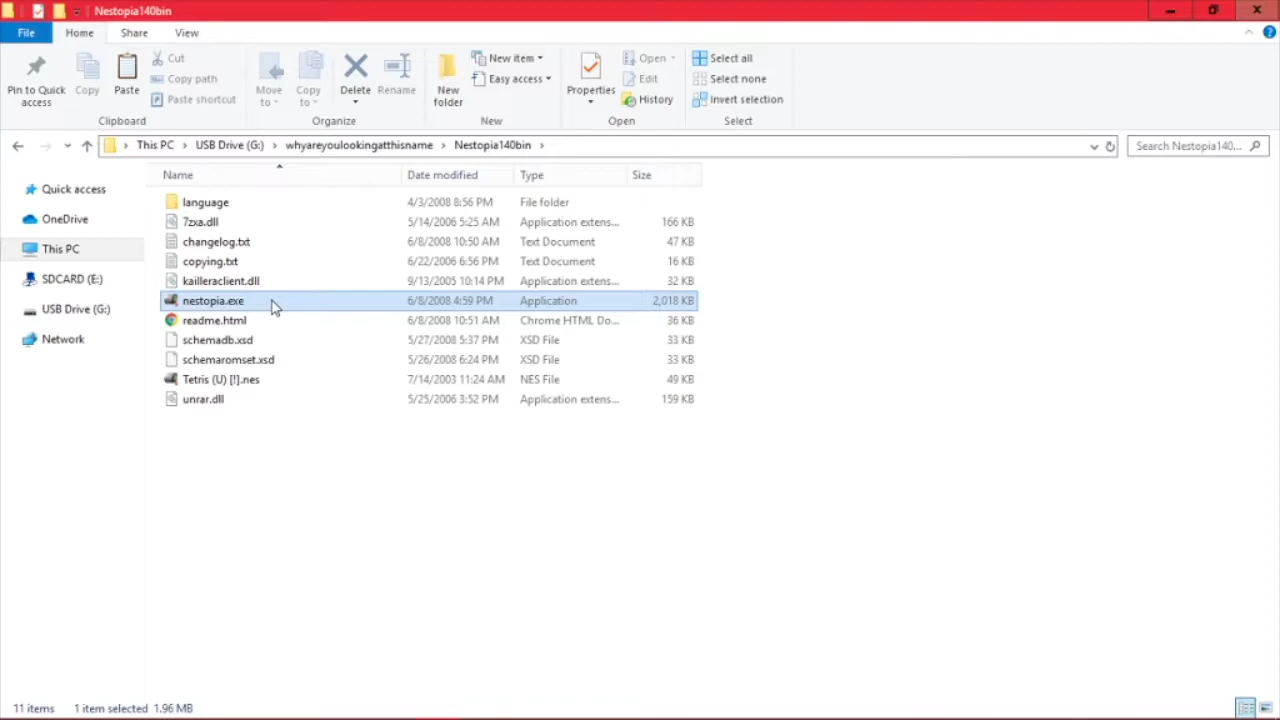 Nestopia140bin
File Home Share View
Pin to Quick access
Copy
Paste
Cut
Copy path
Paste shortcut
Clipboard
Move to
Copy to
Delete
Rename
Organize
New folder
New item
Easy access
New
Properties
Open
Edit
History
Open
Select all
Select none
Invert selection
Select
This PC USB Drive (G:) whyareyoulookingatthisname Nestopia140bin
Search Nestopia140...
Quick access
OneDrive
This PC
SDCARD (E:)
USB Drive (G:)
Network
Name Date modified Type Size
language 4/3/2008 8:56 PM File folder
7zxa.dll 5/14/2006 5:25 AM Application extens... 166 KB
changelog.txt 6/8/2008 10:50 AM Text Document 47 KB
copying.txt 6/22/2006 6:56 PM Text Document 16 KB
kailleraclient.dll 9/13/2005 10:14 PM Application extens... 32 KB
nestopia.exe 6/8/2008 4:59 PM Application 2,018 KB
readme.html 6/8/2008 10:51 AM Chrome HTML Do... 36 KB
schemadb.xsd 5/27/2008 5:37 PM XSD File 33 KB
schemaromset.xsd 5/26/2008 6:24 PM XSD File 33 KB
Tetris (U) [!].nes 7/14/2003 11:24 AM NES File 49 KB
unrar.dll 5/25/2006 3:52 PM Application extens... 159 KB
11 items 1 item selected 1.96 MB